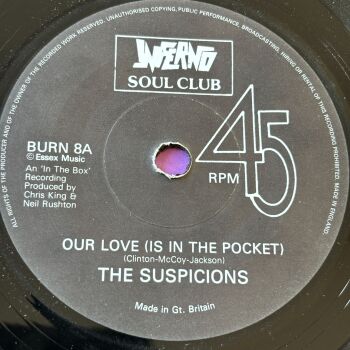 ALL RIGHTS OF THE PRODUCER AND OF THE OWNER OF THE RECORDED WORK RESERVED. UNAUTHORISED COPYING, PUBLIC PERFORMANCE, BROADCASTING, HIRING OR RENTAL OF THIS RECORDING PROHIBITED. MADE IN ENGLAND.
INFERNO
SOUL CLUB
BURN 8A
© Essex Music
An 'In The Box'
Recording
Produced by
Chris King &
Neil Rushton
45
RPM
OUR LOVE (IS IN THE POCKET)
(Clinton-McCoy-Jackson)
THE SUSPICIONS
Made in Gt. Britain